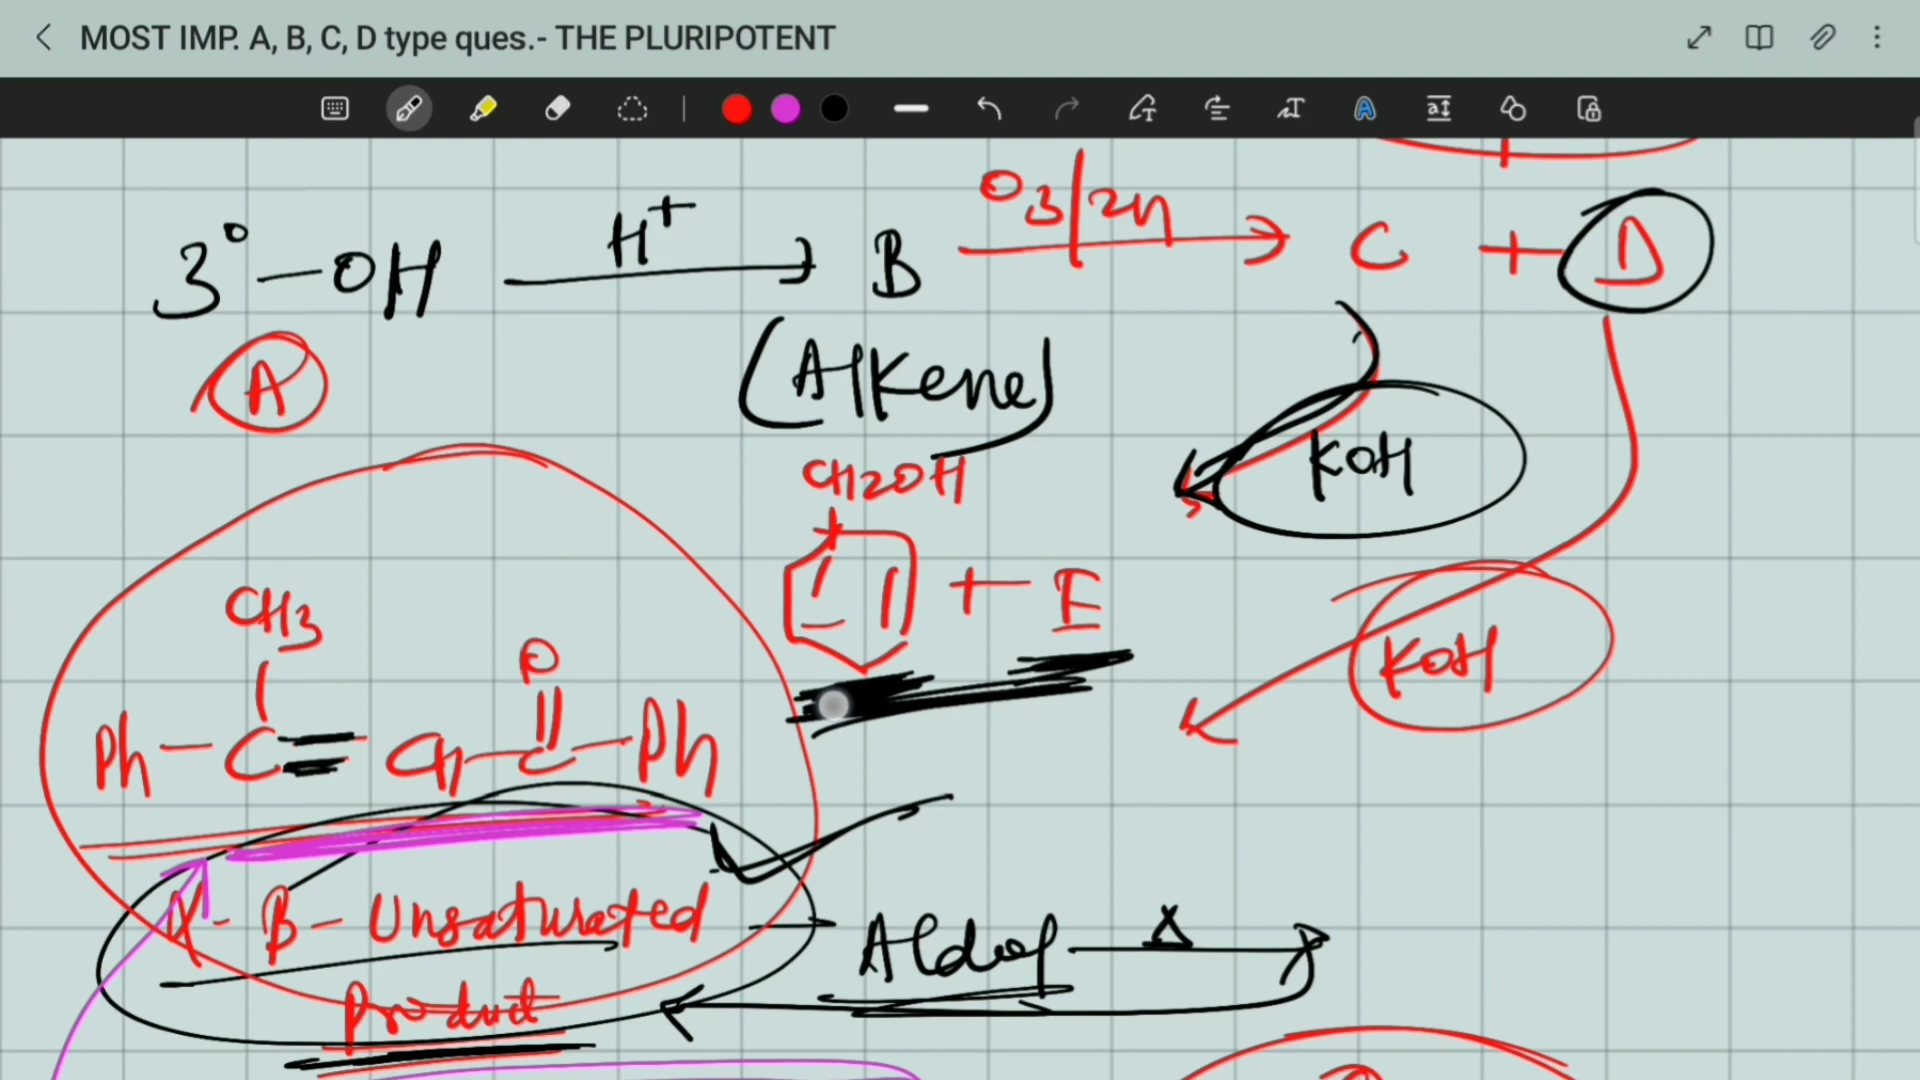 MOST IMP. A, B, C, D type ques.- THE PLURIPOTENT
3° - OH H+ B O3/Zn C + D
A
(Alkene)
KOH
CH2OH
+ E
KOH
CH3
O
Ph - C = CH - C - Ph
α - β - Unsaturated
Aldol Δ
Product